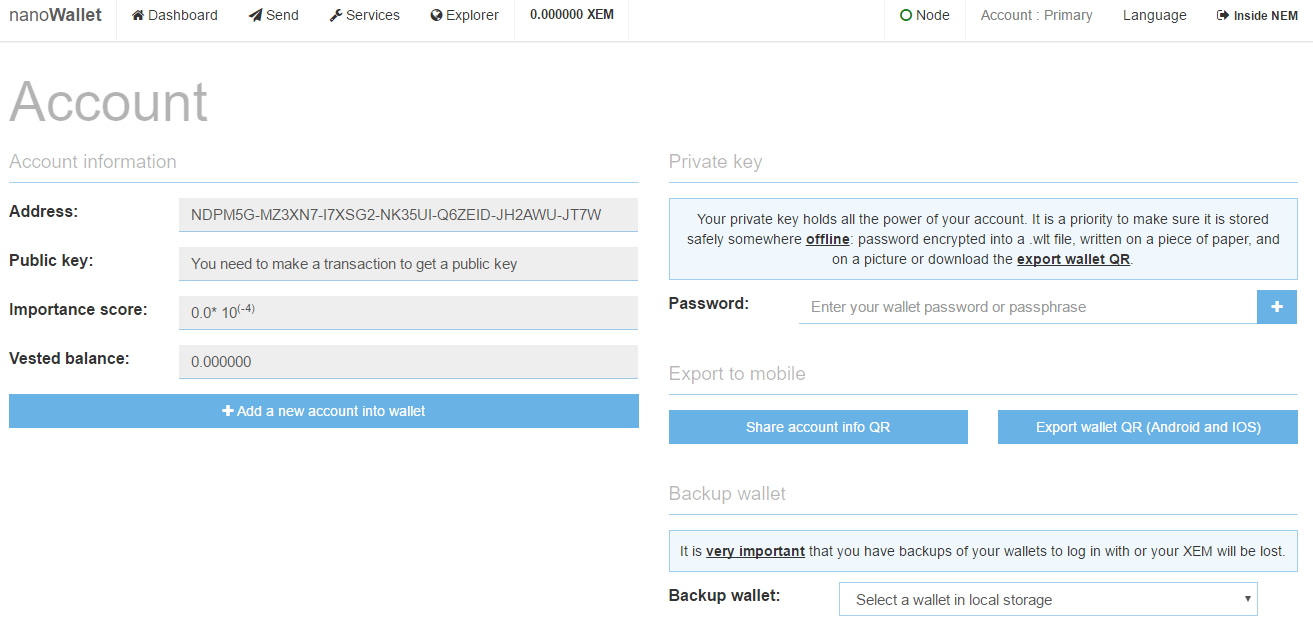 nanoWallet Dashboard Send Services Explorer 0.000000 XEM Node Account : Primary Language Inside NEM
Account
Account information
Address: NDPM5G-MZ3XN7-I7XSG2-NK35UI-Q6ZEID-JH2AWU-JT7W
Public key: You need to make a transaction to get a public key
Importance score: 0.0* 10(-4)
Vested balance: 0.000000
Add a new account into wallet
Private key
Your private key holds all the power of your account. It is a priority to make sure it is stored
safely somewhere offline: password encrypted into a .wlt file, written on a piece of paper, and
on a picture or download the export wallet QR.
Password: Enter your wallet password or passphrase
Export to mobile
Share account info QR Export wallet QR (Android and IOS)
Backup wallet
It is very important that you have backups of your wallets to log in with or your XEM will be lost.
Backup wallet: Select a wallet in local storage